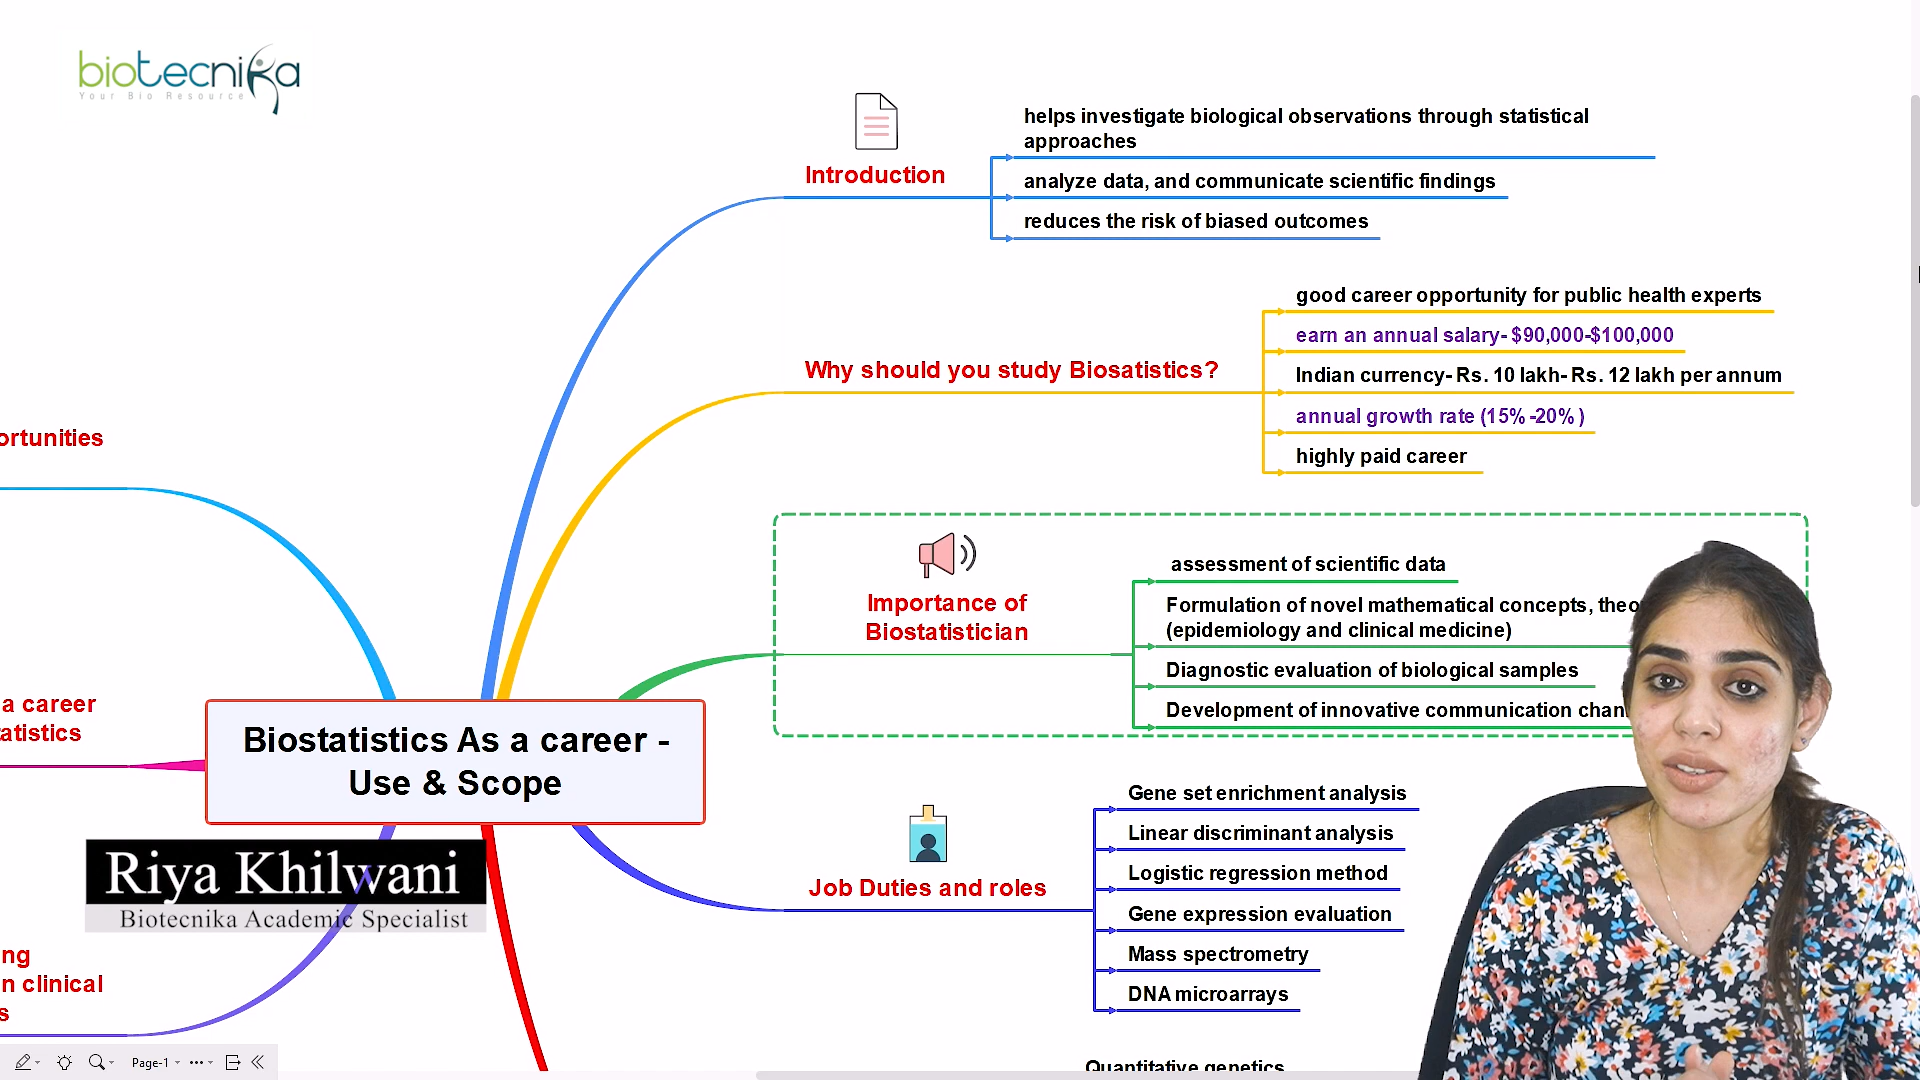 biotecnika
Your Bio Resource
Introduction
helps investigate biological observations through statistical
approaches
analyze data, and communicate scientific findings
reduces the risk of biased outcomes
Why should you study Biosatistics?
good career opportunity for public health experts
earn an annual salary- $90,000-$100,000
Indian currency- Rs. 10 lakh- Rs. 12 lakh per annum
annual growth rate (15% -20% )
highly paid career
Importance of
Biostatistician
assessment of scientific data
Formulation of novel mathematical concepts, theo
(epidemiology and clinical medicine)
Diagnostic evaluation of biological samples
Development of innovative communication chan
ortunities
a career
atistics
Biostatistics As a career -
Use & Scope
Riya Khilwani
Biotecnika Academic Specialist
ng
n clinical
s
Job Duties and roles
Gene set enrichment analysis
Linear discriminant analysis
Logistic regression method
Gene expression evaluation
Mass spectrometry
DNA microarrays
Quantitative genetics
Page-1